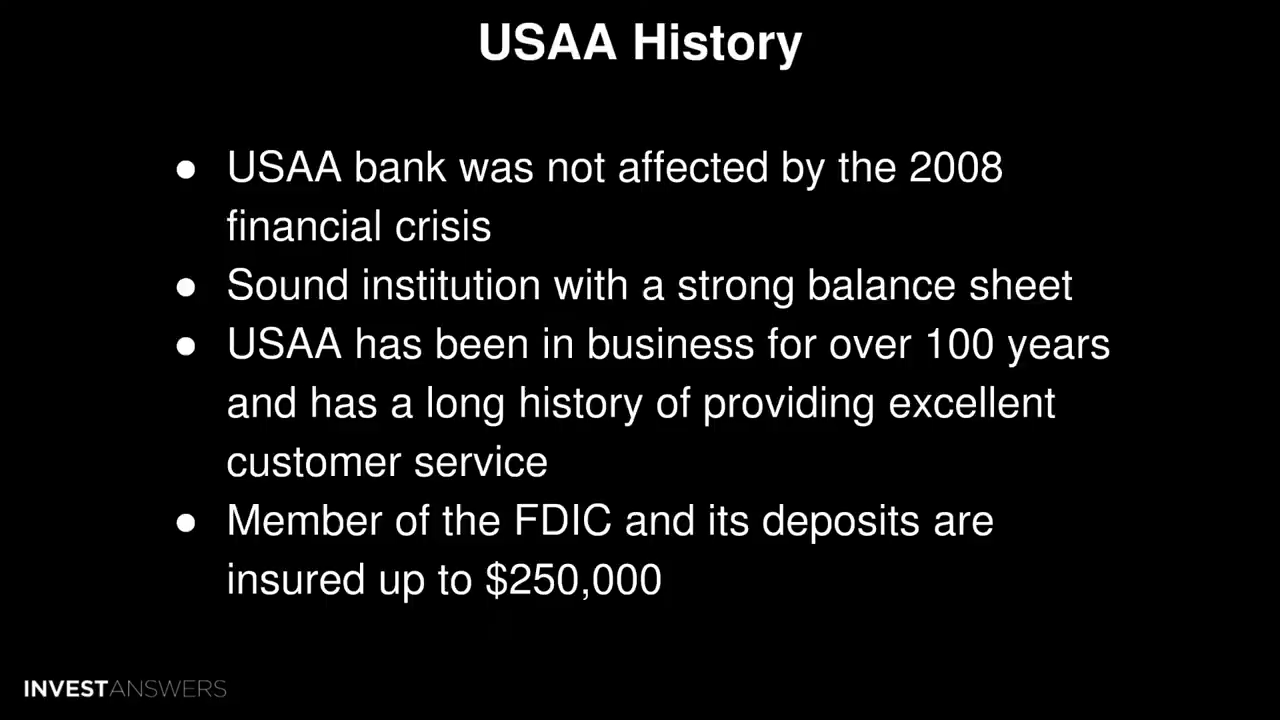 USAA History
● USAA bank was not affected by the 2008
financial crisis
● Sound institution with a strong balance sheet
● USAA has been in business for over 100 years
and has a long history of providing excellent
customer service
● Member of the FDIC and its deposits are
insured up to $250,000
INVESTANSWERS